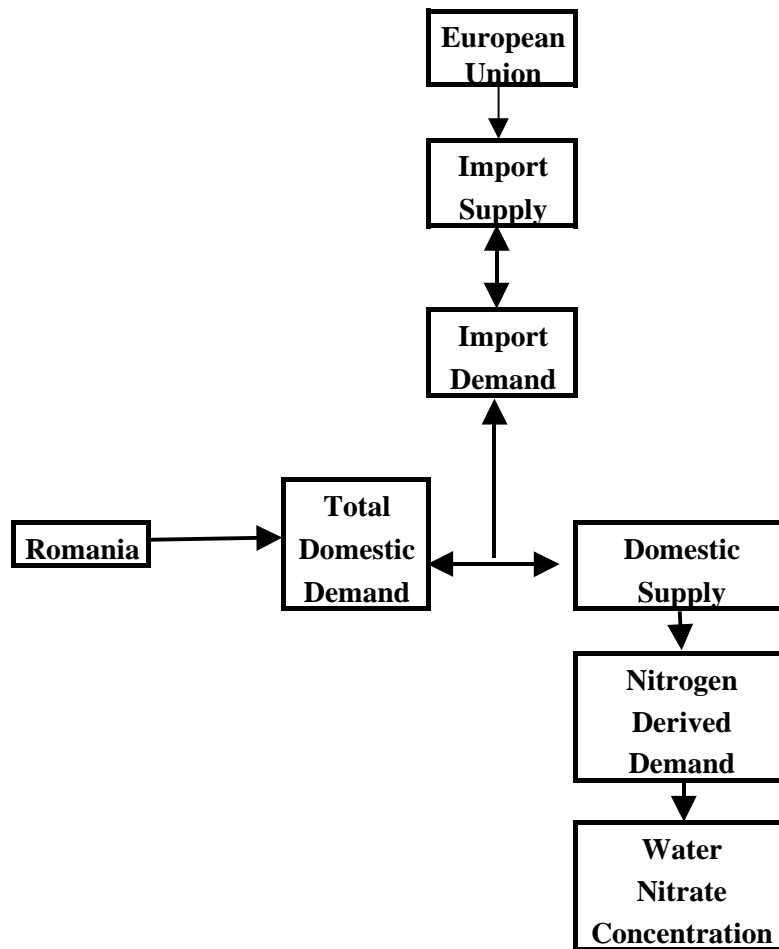 European
Union
Import
Supply
Import
Demand
Romania
Total
Domestic
Demand
Domestic
Supply
Nitrogen
Derived
Demand
Water
Nitrate
Concentration